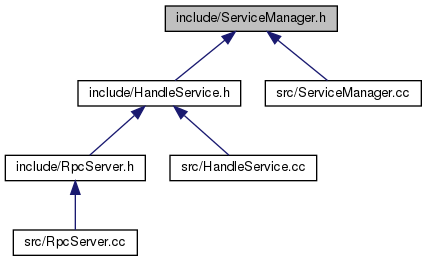 include/ServiceManager.h
include/HandleService.h
src/ServiceManager.cc
include/RpcServer.h
src/HandleService.cc
src/RpcServer.cc